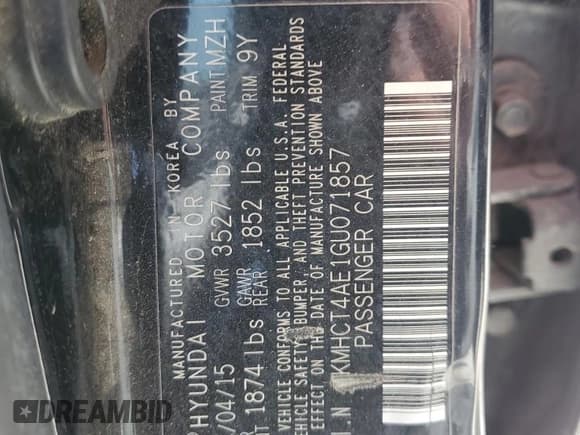 MANUFACTURED IN KOREA BY
HYUNDAI MOTOR COMPANY
/04/15 GVWR 3527 lbs PAINT MZH
1874 lbs GAWR REAR 1852 lbs TRIM 9Y
VEHICLE CONFORMS TO ALL APPLICABLE U.S.A. FEDERAL
VEHICLE SAFETY, BUMPER, AND THEFT PREVENTION STANDARDS
EFFECT ON THE DATE OF MANUFACTURE SHOWN ABOVE
I.N KMHCT4AE1GU071857
PASSENGER CAR
DREAMBID